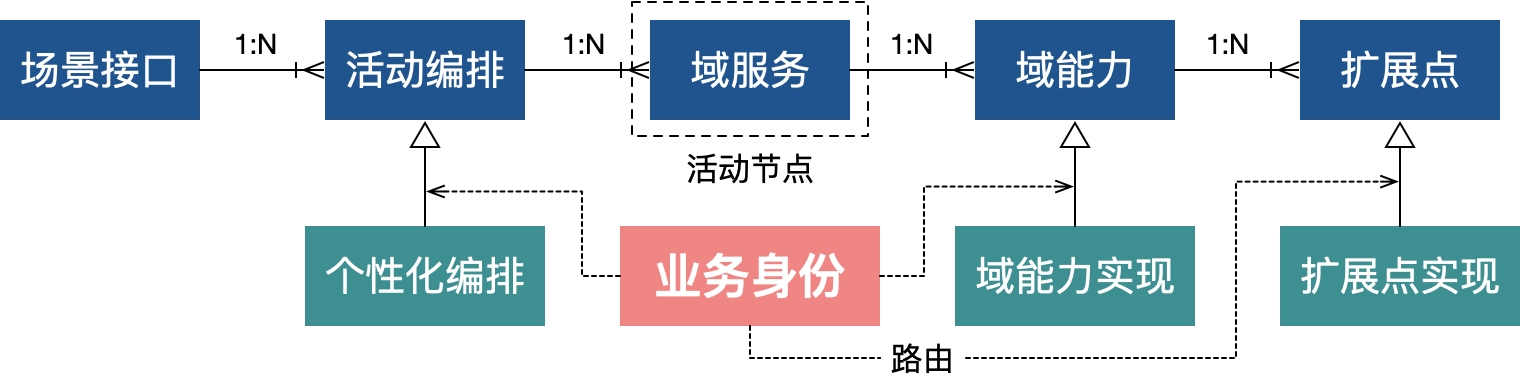 场景接口
1:N
活动编排
1:N
域服务
1:N
域能力
1:N
扩展点
活动节点
个性化编排
业务身份
域能力实现
扩展点实现
路由